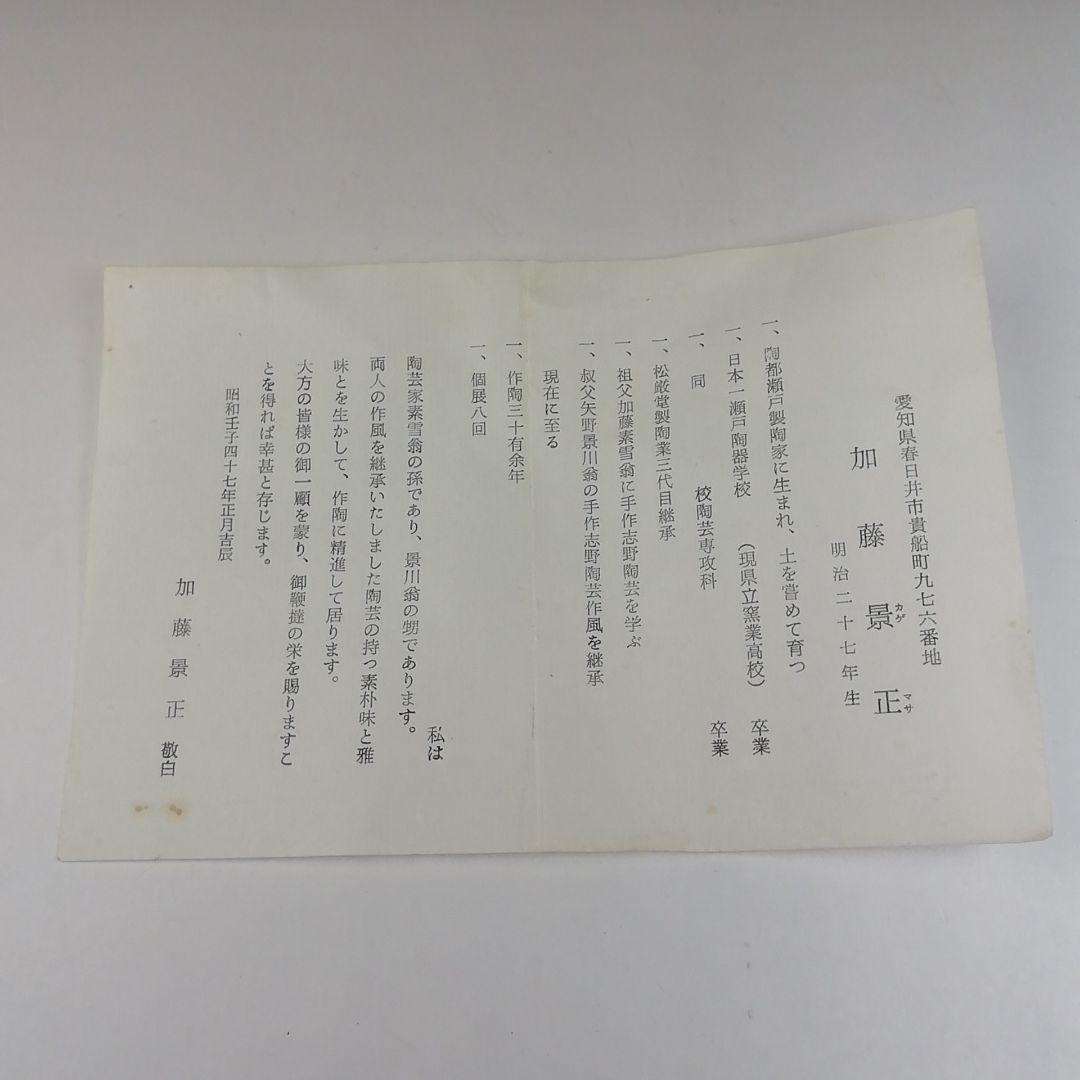 愛知県春日井市貴船町九七六番地
加藤景正
カゲ マサ
明治二十七年生
一、陶都瀬戸製陶家に生まれ、土を嘗めて育つ
一、日本一瀬戸陶器学校(現県立窯業高校) 卒業
一、同 校陶芸専攻科 卒業
一、松厳堂製陶業三代目継承
一、祖父加藤素雪翁に手作志野陶芸を学ぶ
一、叔父矢野景川翁の手作志野陶芸作風を継承
現在に至る
一、作陶三十有余年
一、個展八回
私は
陶芸家素雪翁の孫であり、景川翁の甥であります。
両人の作風を継承いたしました陶芸の持つ素朴味と雅
味とを生かして、作陶に精進して居ります。
大方の皆様の御一顧を蒙り、御鞭撻の栄を賜りますこ
とを得れば幸甚と存じます。
昭和壬子四十七年正月吉辰
加藤景正 敬白